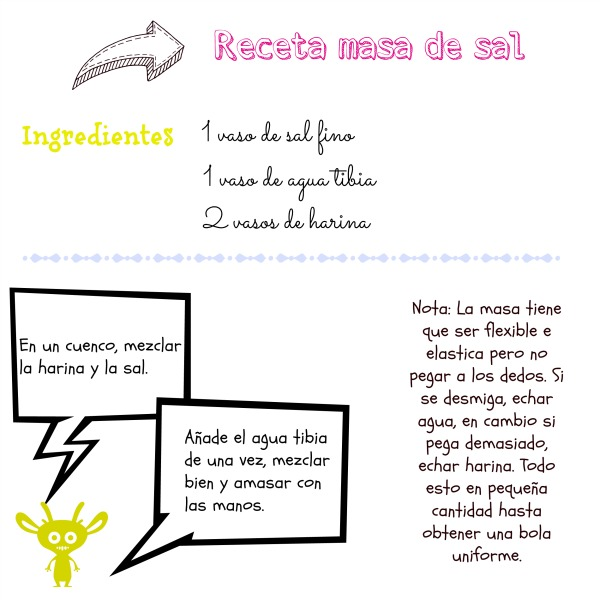 Receta masa de sal
Ingredientes
1 vaso de sal fino
1 vaso de agua tibia
2 vasos de harina
En un cuenco, mezclar
la harina y la sal.
Añade el agua tibia
de una vez, mezclar
bien y amasar con
las manos.
Nota: La masa tiene
que ser flexible e
elastica pero no
pegar a los dedos. Si
se desmiga, echar
agua, en cambio si
pega demasiado,
echar harina. Todo
esto en pequeña
cantidad hasta
obtener una bola
uniforme.